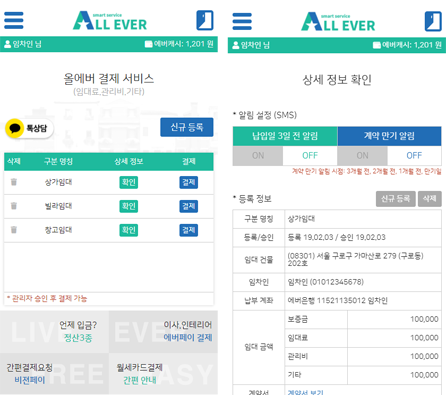 smart service
ALL EVER
임차인 님
에버캐시: 1,201 원
올에버 결제 서비스
(임대료,관리비,기타)
톡상담
신규 등록
삭제 구분 명칭 상세 정보 결제
상가임대 확인 결제
빌라임대 확인 결제
창고임대 확인 결제
* 관리자 승인 후 결제 가능
LIVE EVER
언제 입금?
정산3종
이사,인테리어
에버페이 결제
FREE EASY
간편결제요청
비전페이
월세카드결제
간편 안내
smart service
ALL EVER
임차인 님
에버캐시: 1,201 원
상세 정보 확인
* 알림 설정 (SMS)
납입일 3일 전 알림 계약 만기 알림
ON OFF ON OFF
계약 만기 알림 시점: 3개월 전, 2개월 전, 1개월 전, 만기일
* 등록 정보
신규 등록 삭제
구분 명칭 상가임대
등록/승인 등록 19,02,03 / 승인 19,02,03
임대 건물 (08301) 서울 구로구 가마산로 279 (구로동)
202호
임차인 임차인 (01012345678)
납부 계좌 에버은행 11521135012 임차인
임대 금액
보증금 100,000
임대료 100,000
관리비 100,000
기타 100,000
계약서 계약서 보기